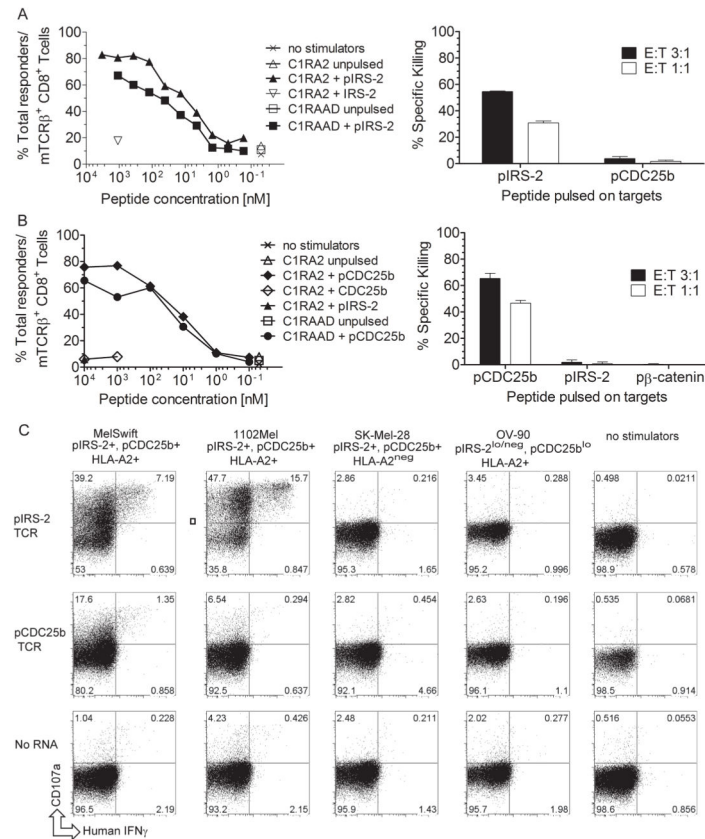 A
% Total responders/
mTCRβ+ CD8+ Tcells
100
80
60
40
20
0
10³ 10² 10¹ 10⁰ 10⁻¹
Peptide concentration [nM]
no stimulators
C1RA2 unpulsed
C1RA2 + pIRS-2
C1RA2 + IRS-2
C1RAAD unpulsed
C1RAAD + pIRS-2
% Specific Killing
100
80
60
40
20
0
pIRS-2 pCDC25b
Peptide pulsed on targets
E:T 3:1
E:T 1:1
B
% Total responders/
mTCRβ+ CD8+ Tcells
100
80
60
40
20
0
10⁴ 10³ 10² 10¹ 10⁰ 10⁻¹
Peptide concentration [nM]
no stimulators
C1RA2 unpulsed
C1RA2 + pCDC25b
C1RA2 + CDC25b
C1RA2 + pIRS-2
C1RAAD unpulsed
C1RAAD + pCDC25b
% Specific Killing
100
80
60
40
20
0
pCDC25b pIRS-2 pβ-catenin
Peptide pulsed on targets
E:T 3:1
E:T 1:1
C
MelSwift
pIRS-2+, pCDC25b+
HLA-A2+
1102Mel
pIRS-2+, pCDC25b+
HLA-A2+
SK-Mel-28
pIRS-2+, pCDC25b+
HLA-A2neg
OV-90
pIRS-2lo/neg, pCDC25blo
HLA-A2+
no stimulators
pIRS-2
TCR
39.2 7.19
53 0.639
47.7 15.7
35.8 0.847
2.86 0.216
95.3 1.65
3.45 0.288
95.2 0.996
0.498 0.0211
98.9 0.578
pCDC25b
TCR
17.6 1.35
80.2 0.858
6.54 0.294
92.5 0.637
2.82 0.454
92.1 4.66
2.63 0.196
96.1 1.1
0.535 0.0681
98.5 0.914
No RNA
1.04 0.228
96.5 2.19
4.23 0.426
93.2 2.15
2.48 0.211
95.9 1.43
2.02 0.277
95.7 1.98
0.516 0.0553
98.6 0.856
CD107a
Human IFNγ